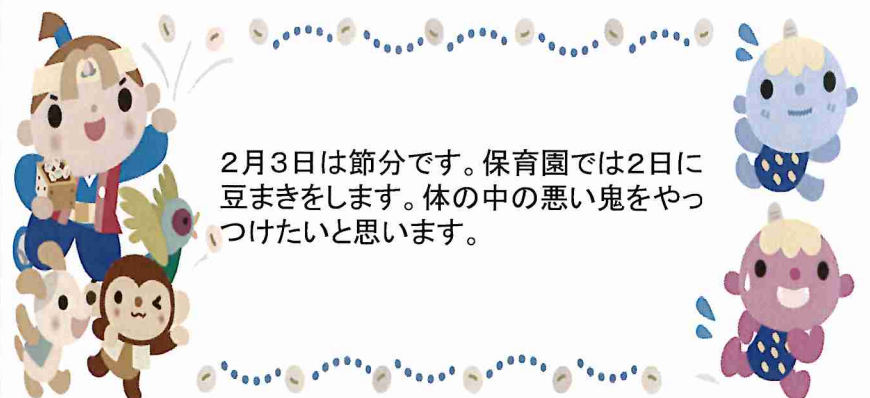 ２月３日は節分です。保育園では２日に
豆まきをします。体の中の悪い鬼をやっ
つけたいと思います。